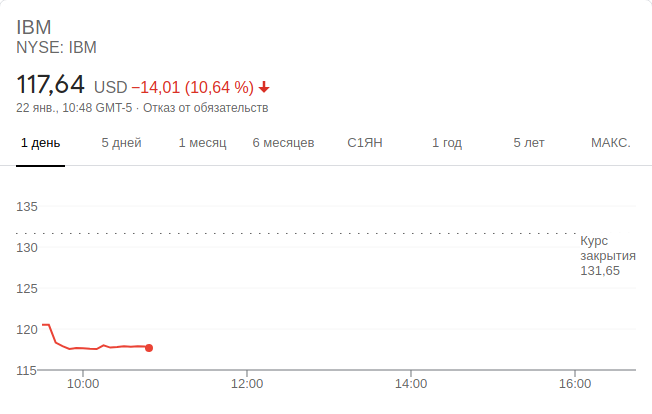 IBM
NYSE: IBM
117,64 USD −14,01 (10,64 %)
22 янв., 10:48 GMT-5 · Отказ от обязательств
1 день 5 дней 1 месяц 6 месяцев С1ЯН 1 год 5 лет МАКС.
135
130
125
120
115
Курс
закрытия
131,65
10:00 12:00 14:00 16:00